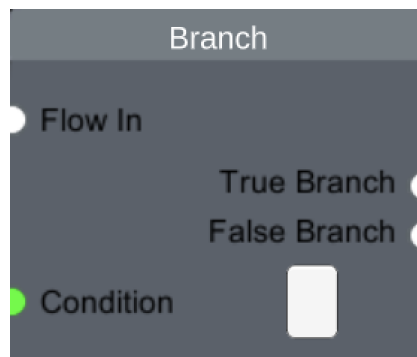 Branch
Flow In
True Branch
False Branch
Condition